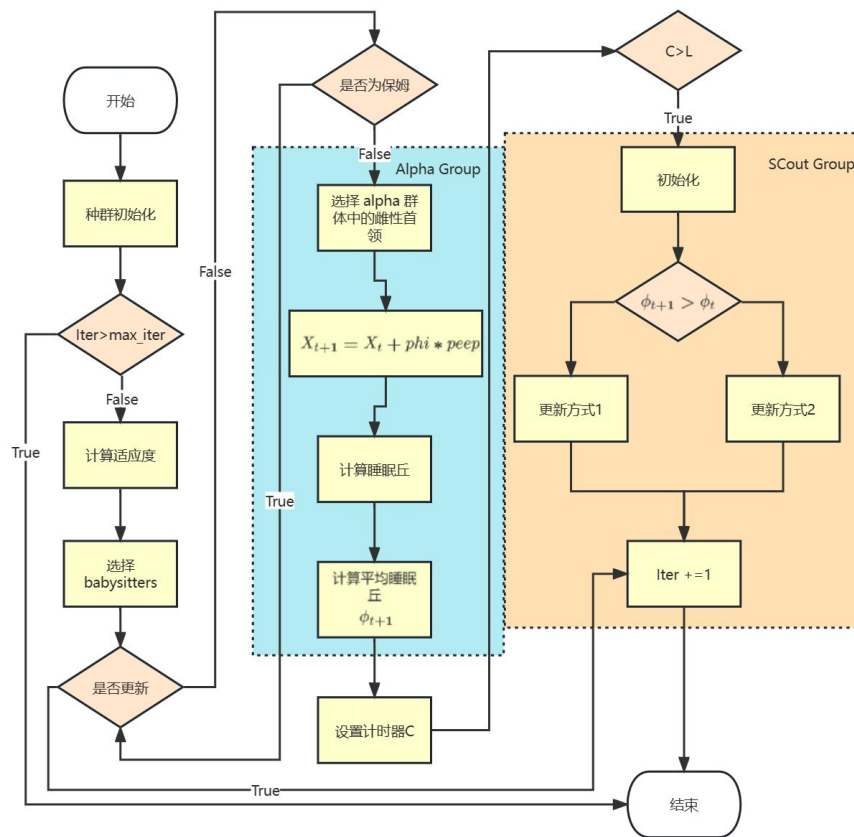 开始
种群初始化
Iter>max_iter
False
True
计算适应度
选择
babysitters
是否更新
False
True
是否为保姆
False
True
Alpha Group
选择 alpha 群
体中的雌性首
领
X_{t+1} = X_t + phi * peep
计算睡眠丘
计算平均睡眠
丘
ϕ_{t+1}
设置计时器C
C>L
True
SCout Group
初始化
ϕ_{t+1} > ϕ_t
更新方式1
更新方式2
Iter +=1
结束